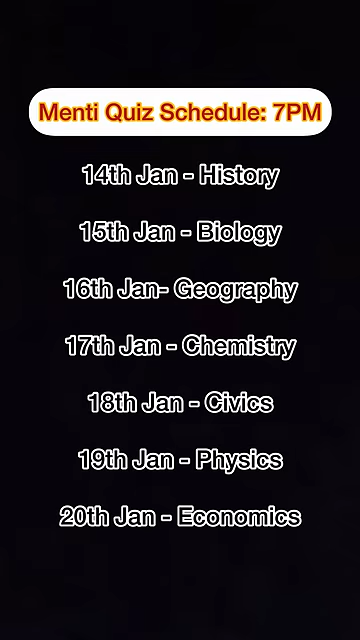 Menti Quiz Schedule: 7PM
14th Jan - History
15th Jan - Biology
16th Jan- Geography
17th Jan - Chemistry
18th Jan - Civics
19th Jan - Physics
20th Jan - Economics